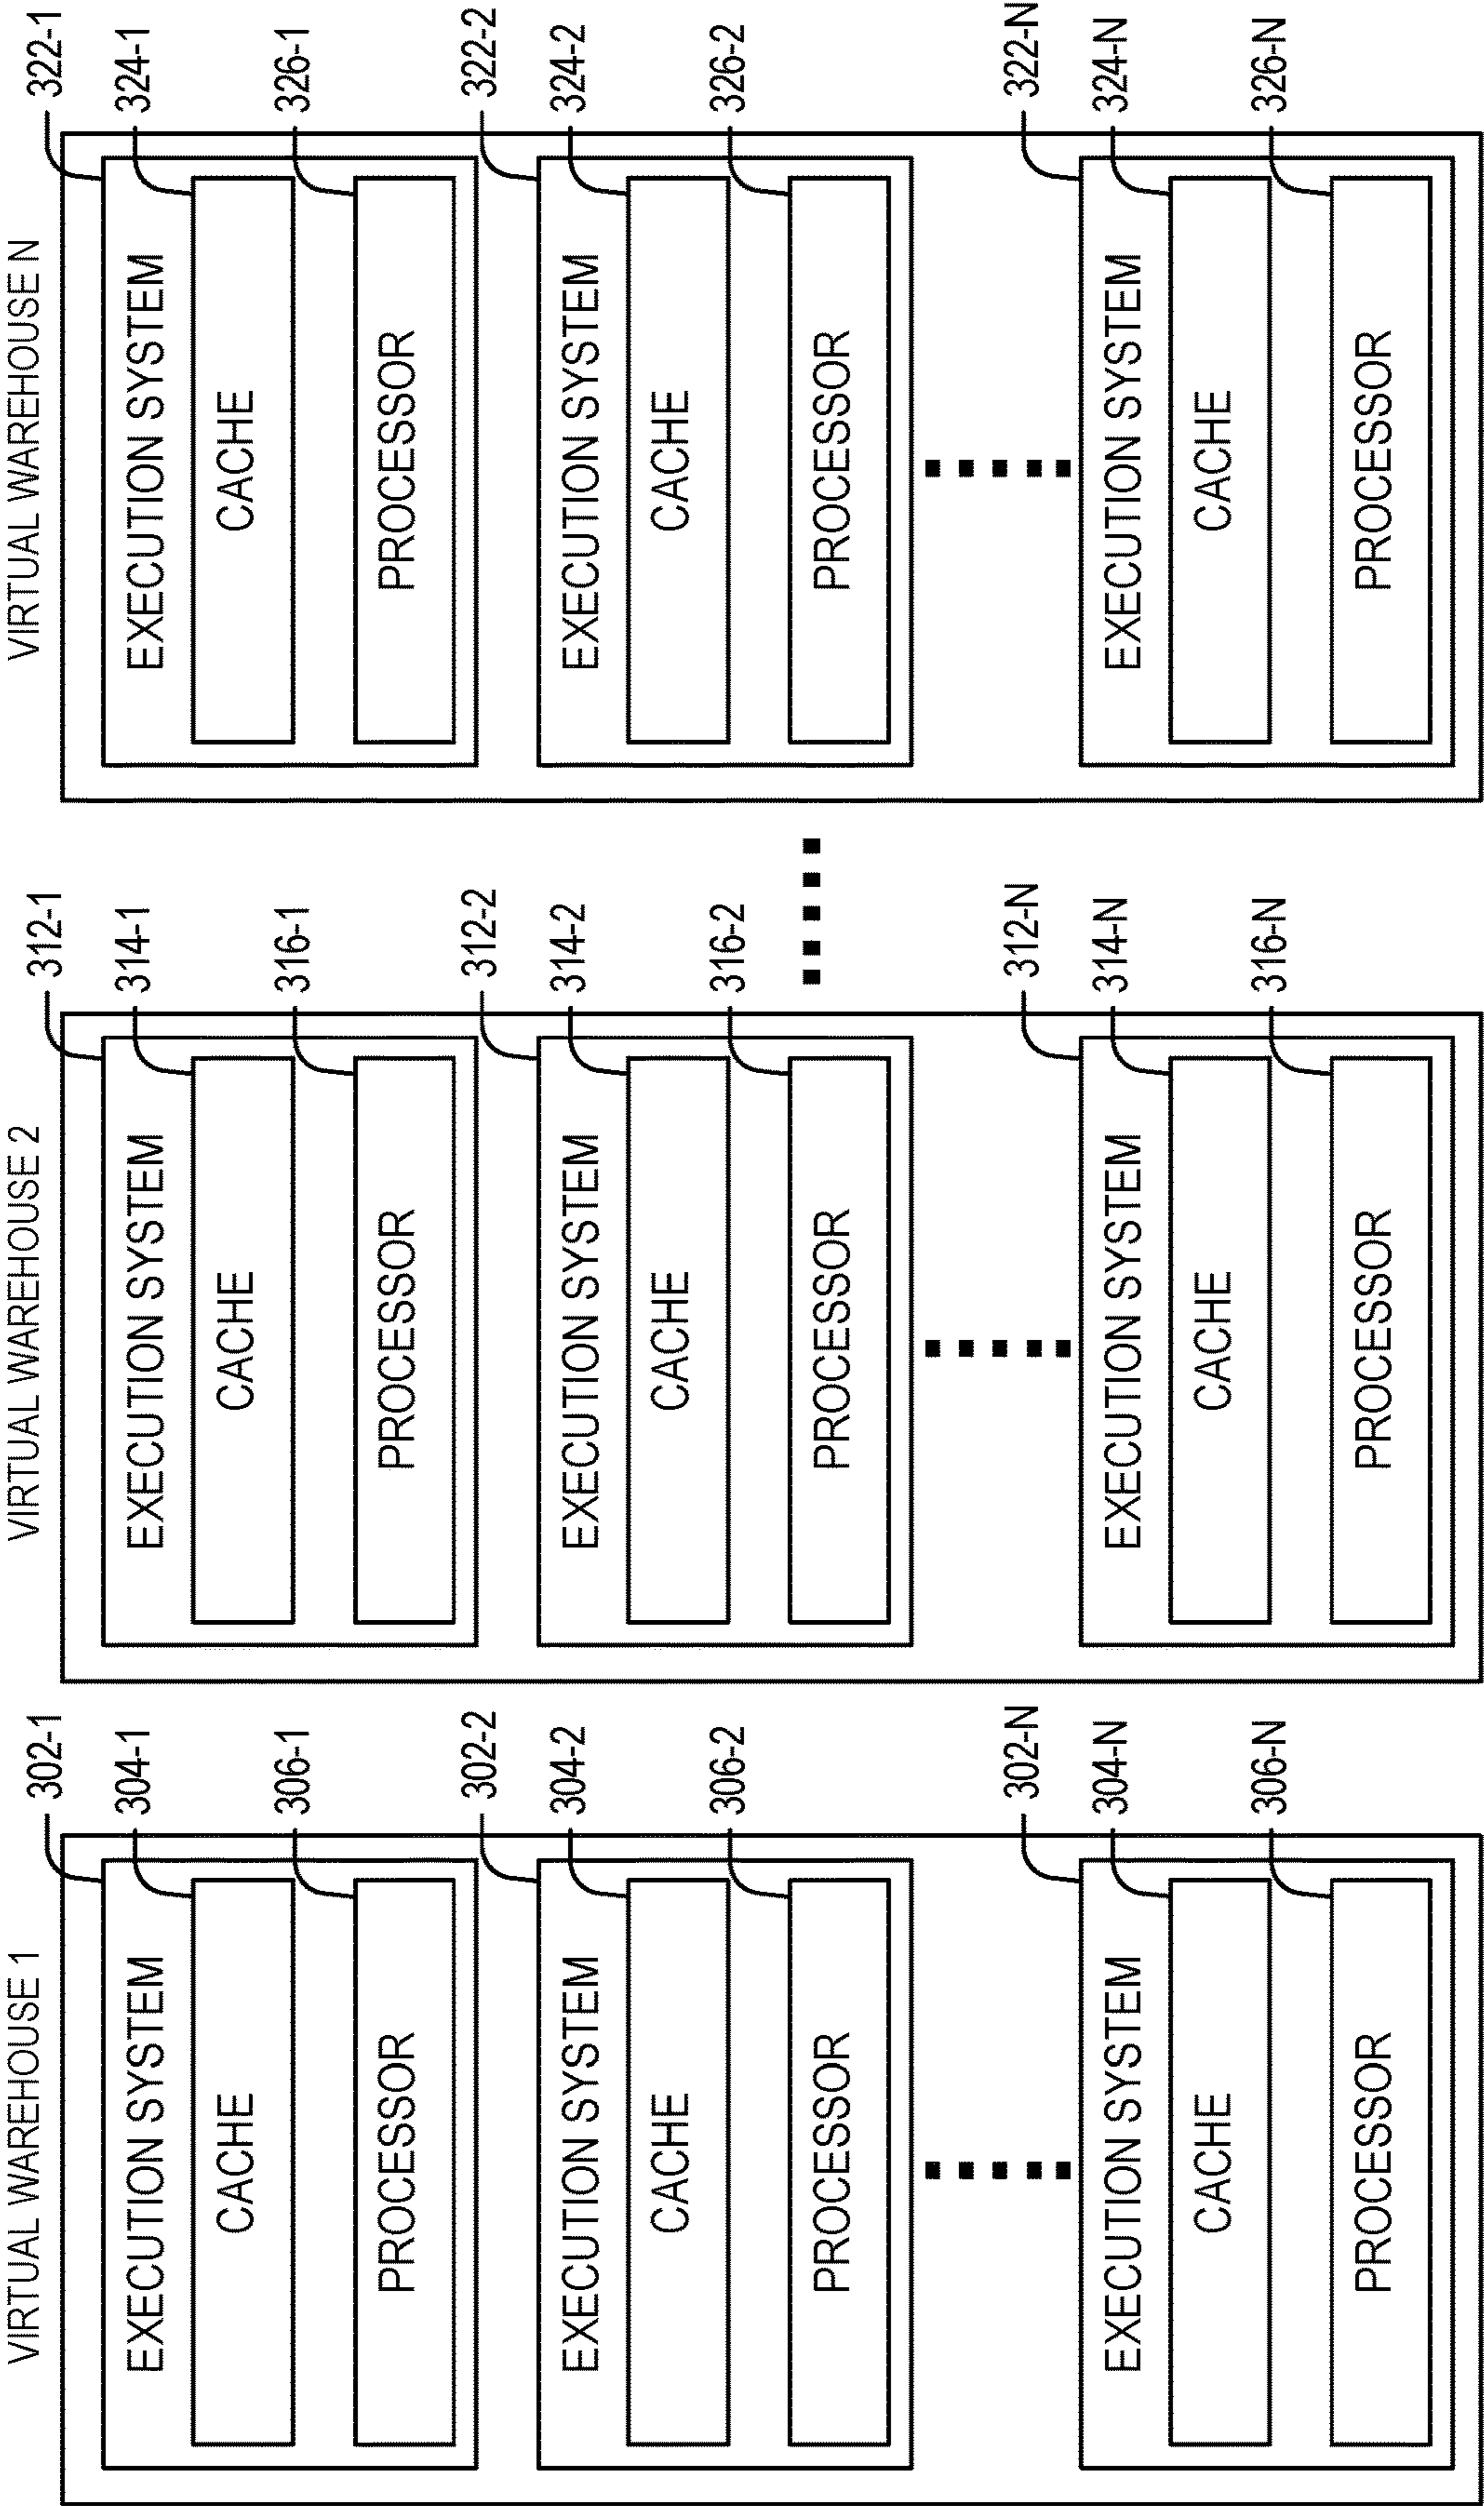 VIRTUAL WAREHOUSE 1
302-1
EXECUTION SYSTEM
304-1
CACHE
306-1
PROCESSOR
302-2
EXECUTION SYSTEM
304-2
CACHE
306-2
PROCESSOR
302-N
EXECUTION SYSTEM
304-N
CACHE
306-N
PROCESSOR
VIRTUAL WAREHOUSE 2
312-1
EXECUTION SYSTEM
314-1
CACHE
316-1
PROCESSOR
312-2
EXECUTION SYSTEM
314-2
CACHE
316-2
PROCESSOR
312-N
EXECUTION SYSTEM
314-N
CACHE
316-N
PROCESSOR
VIRTUAL WAREHOUSE N
322-1
EXECUTION SYSTEM
324-1
CACHE
326-1
PROCESSOR
322-2
EXECUTION SYSTEM
324-2
CACHE
326-2
PROCESSOR
322-N
EXECUTION SYSTEM
324-N
CACHE
326-N
PROCESSOR